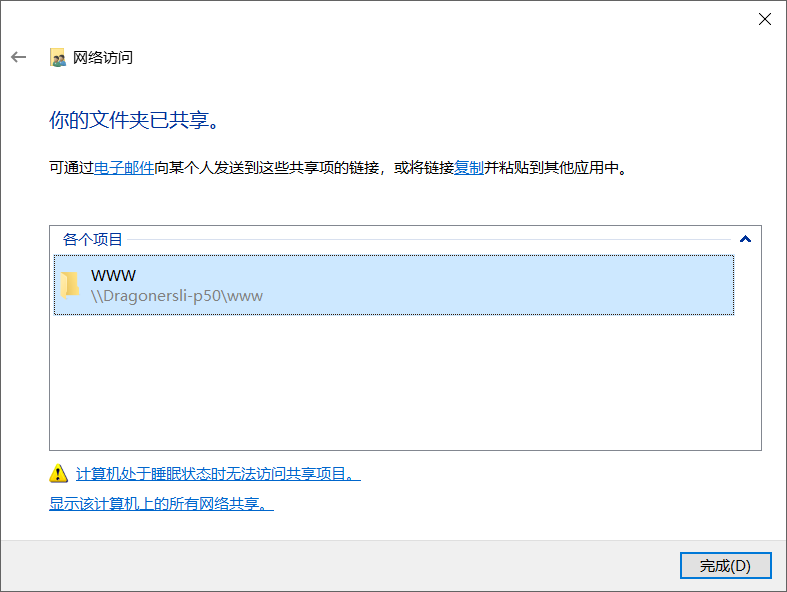 网络访问
你的文件夹已共享。
可通过电子邮件向某个人发送到这些共享项的链接，或将链接复制并粘贴到其他应用中。
各个项目
WWW
\\Dragonersli-p50\www
计算机处于睡眠状态时无法访问共享项目。
显示该计算机上的所有网络共享。
完成(D)